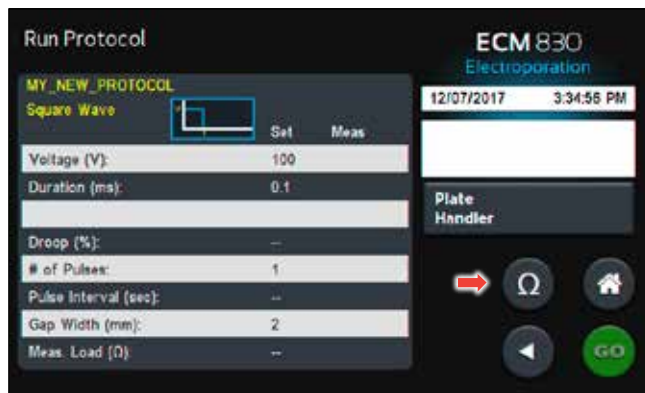 Run Protocol
ECM 830
Electroporation
MY_NEW_PROTOCOL
Square Wave
Set Meas
12/07/2017 3:34:56 PM
Voltage (V): 100
Duration (ms): 0.1
Plate
Handler
Droop (%): --
# of Pulses: 1
Pulse Interval (sec): --
Gap Width (mm): 2
Meas. Load (Ω) --
Ω
GO